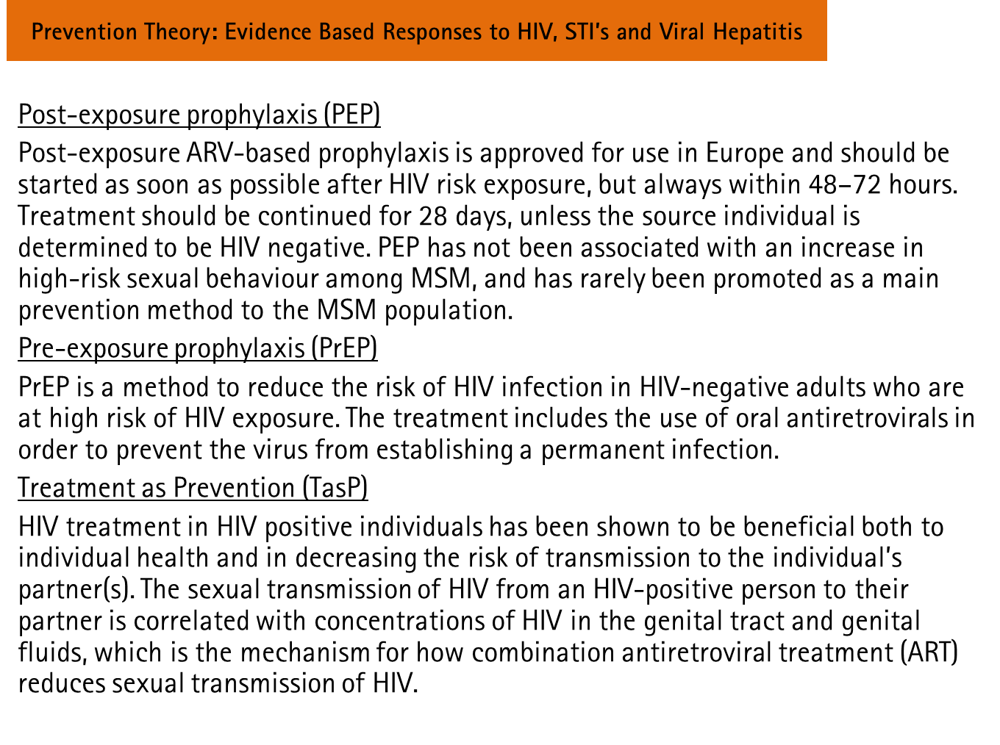 Prevention Theory: Evidence Based Responses to HIV, STI's and Viral Hepatitis
Post-exposure prophylaxis (PEP)
Post-exposure ARV-based prophylaxis is approved for use in Europe and should be
started as soon as possible after HIV risk exposure, but always within 48–72 hours.
Treatment should be continued for 28 days, unless the source individual is
determined to be HIV negative. PEP has not been associated with an increase in
high-risk sexual behaviour among MSM, and has rarely been promoted as a main
prevention method to the MSM population.
Pre-exposure prophylaxis (PrEP)
PrEP is a method to reduce the risk of HIV infection in HIV-negative adults who are
at high risk of HIV exposure. The treatment includes the use of oral antiretrovirals in
order to prevent the virus from establishing a permanent infection.
Treatment as Prevention (TasP)
HIV treatment in HIV positive individuals has been shown to be beneficial both to
individual health and in decreasing the risk of transmission to the individual's
partner(s). The sexual transmission of HIV from an HIV-positive person to their
partner is correlated with concentrations of HIV in the genital tract and genital
fluids, which is the mechanism for how combination antiretroviral treatment (ART)
reduces sexual transmission of HIV.